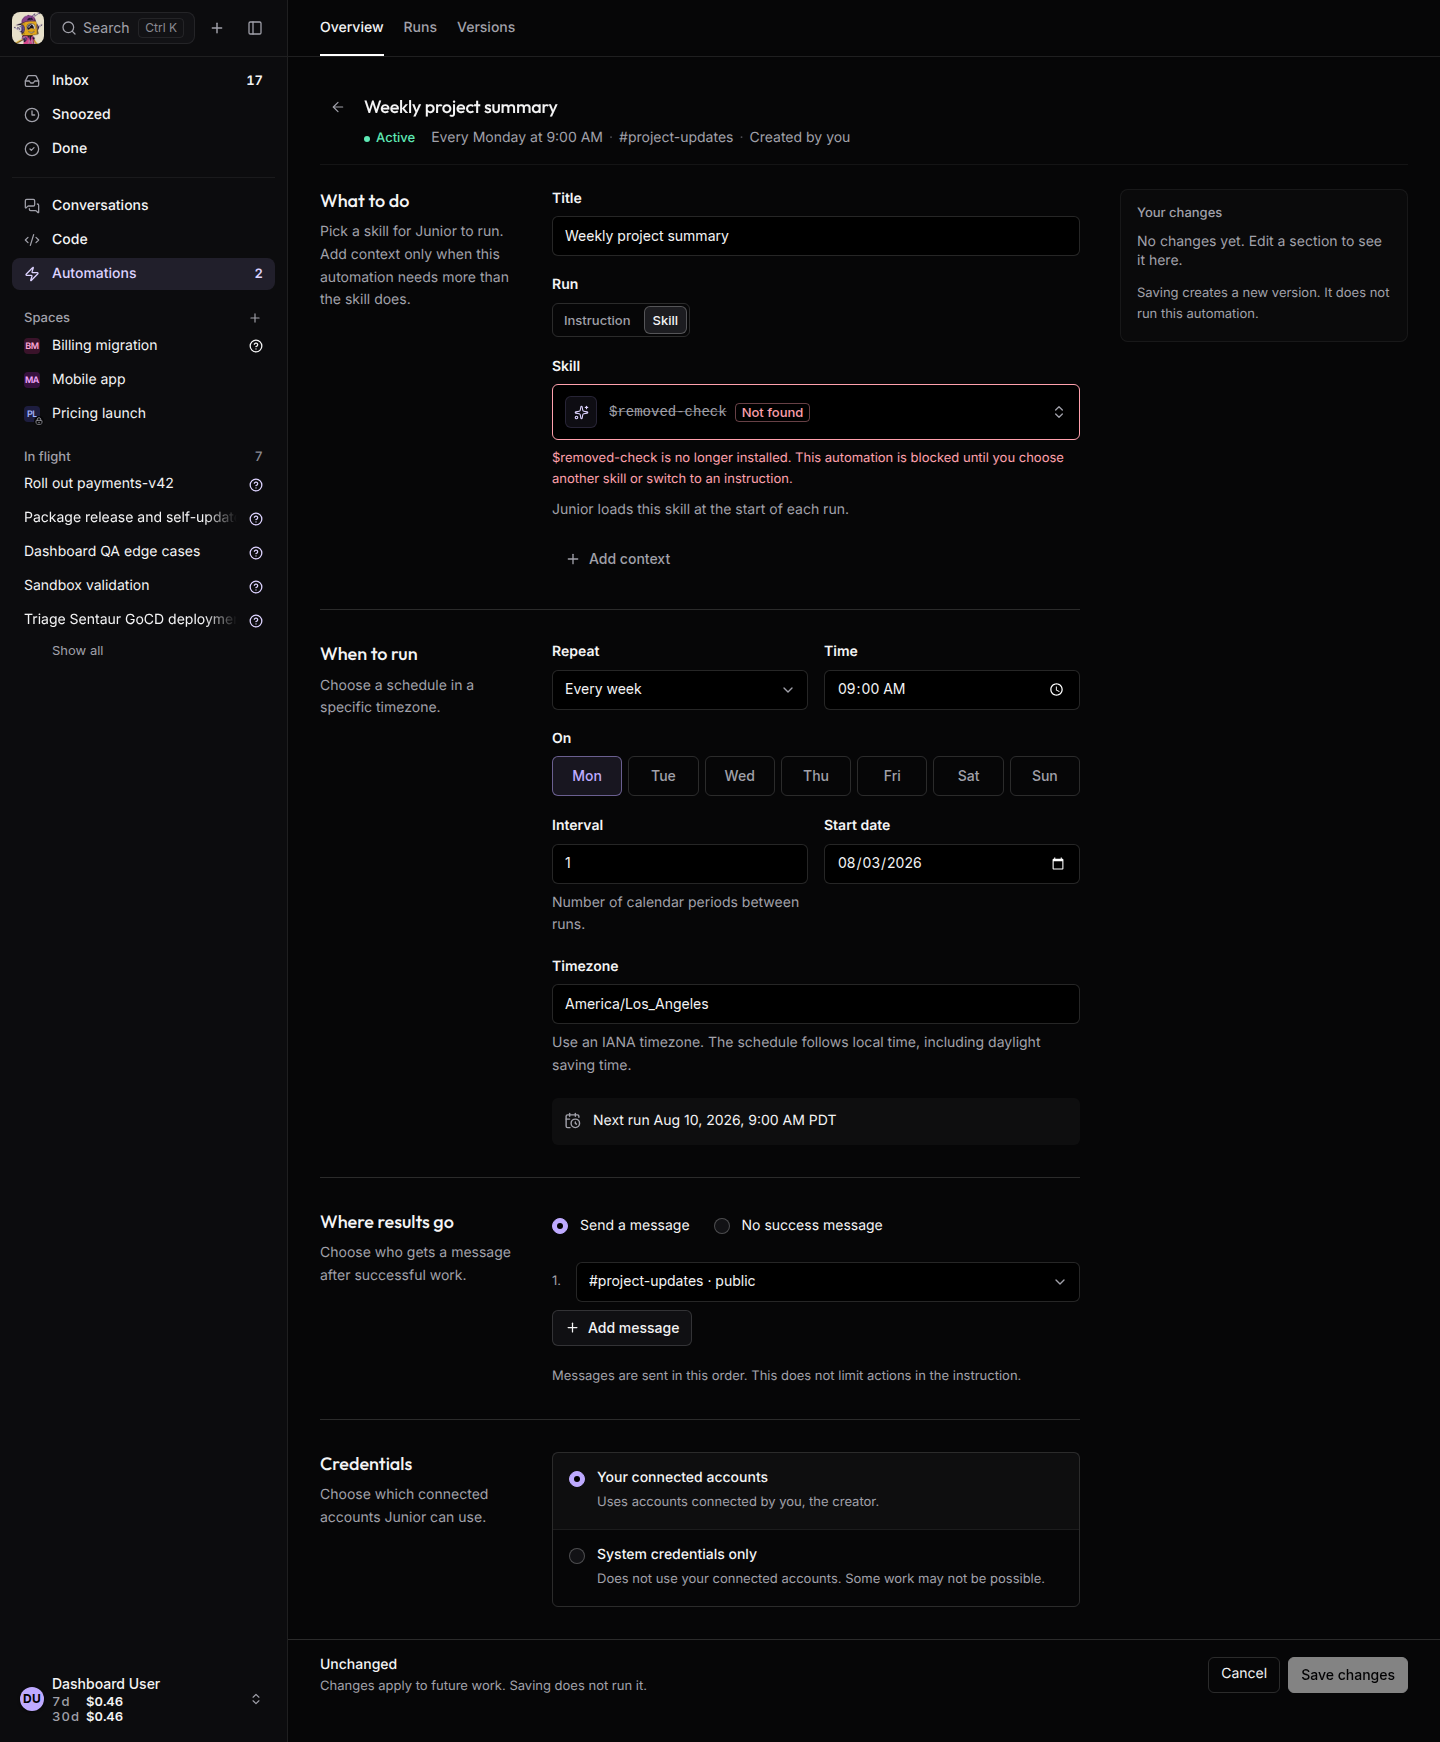 Search Ctrl K
Inbox 17
Snoozed
Done
Conversations
Code
Automations 2
Spaces
BM Billing migration
MA Mobile app
PL Pricing launch
In flight 7
Roll out payments-v42
Package release and self-updat
Dashboard QA edge cases
Sandbox validation
Triage Sentaur GoCD deployme
Show all
DU Dashboard User
7d $0.46
30d $0.46
Overview Runs Versions
Weekly project summary
Active Every Monday at 9:00 AM · #project-updates · Created by you
What to do
Pick a skill for Junior to run.
Add context only when this
automation needs more than
the skill does.
Title
Weekly project summary
Run
Instruction Skill
Skill
$removed-check Not found
$removed-check is no longer installed. This automation is blocked until you choose
another skill or switch to an instruction.
Junior loads this skill at the start of each run.
Add context
Your changes
No changes yet. Edit a section to see
it here.
Saving creates a new version. It does not
run this automation.
When to run
Choose a schedule in a
specific timezone.
Repeat Time
Every week 09:00 AM
On
Mon Tue Wed Thu Fri Sat Sun
Interval Start date
1 08/03/2026
Number of calendar periods between
runs.
Timezone
America/Los_Angeles
Use an IANA timezone. The schedule follows local time, including daylight
saving time.
Next run Aug 10, 2026, 9:00 AM PDT
Where results go
Choose who gets a message
after successful work.
Send a message No success message
1. #project-updates · public
Add message
Messages are sent in this order. This does not limit actions in the instruction.
Credentials
Choose which connected
accounts Junior can use.
Your connected accounts
Uses accounts connected by you, the creator.
System credentials only
Does not use your connected accounts. Some work may not be possible.
Unchanged
Changes apply to future work. Saving does not run it.
Cancel Save changes